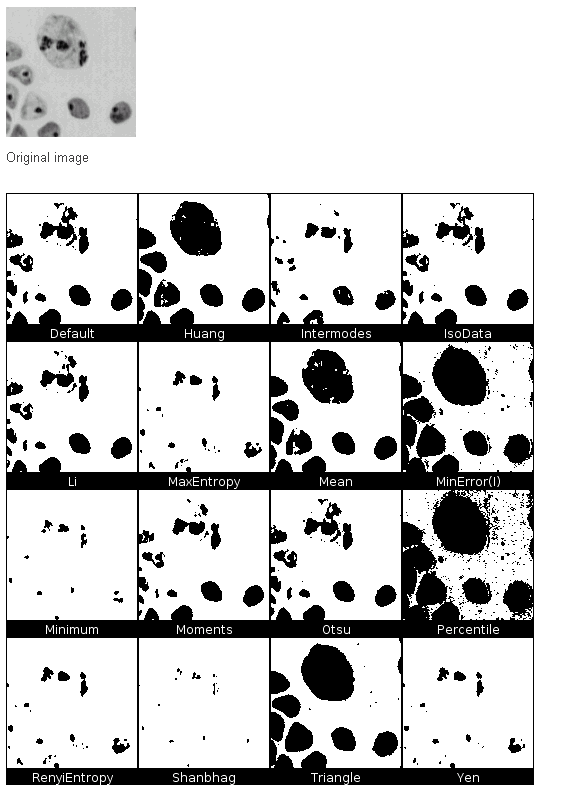 Original image
Default Huang Intermodes IsoData
Li MaxEntropy Mean MinError(I)
Minimum Moments Otsu Percentile
RenyiEntropy Shanbhag Triangle Yen